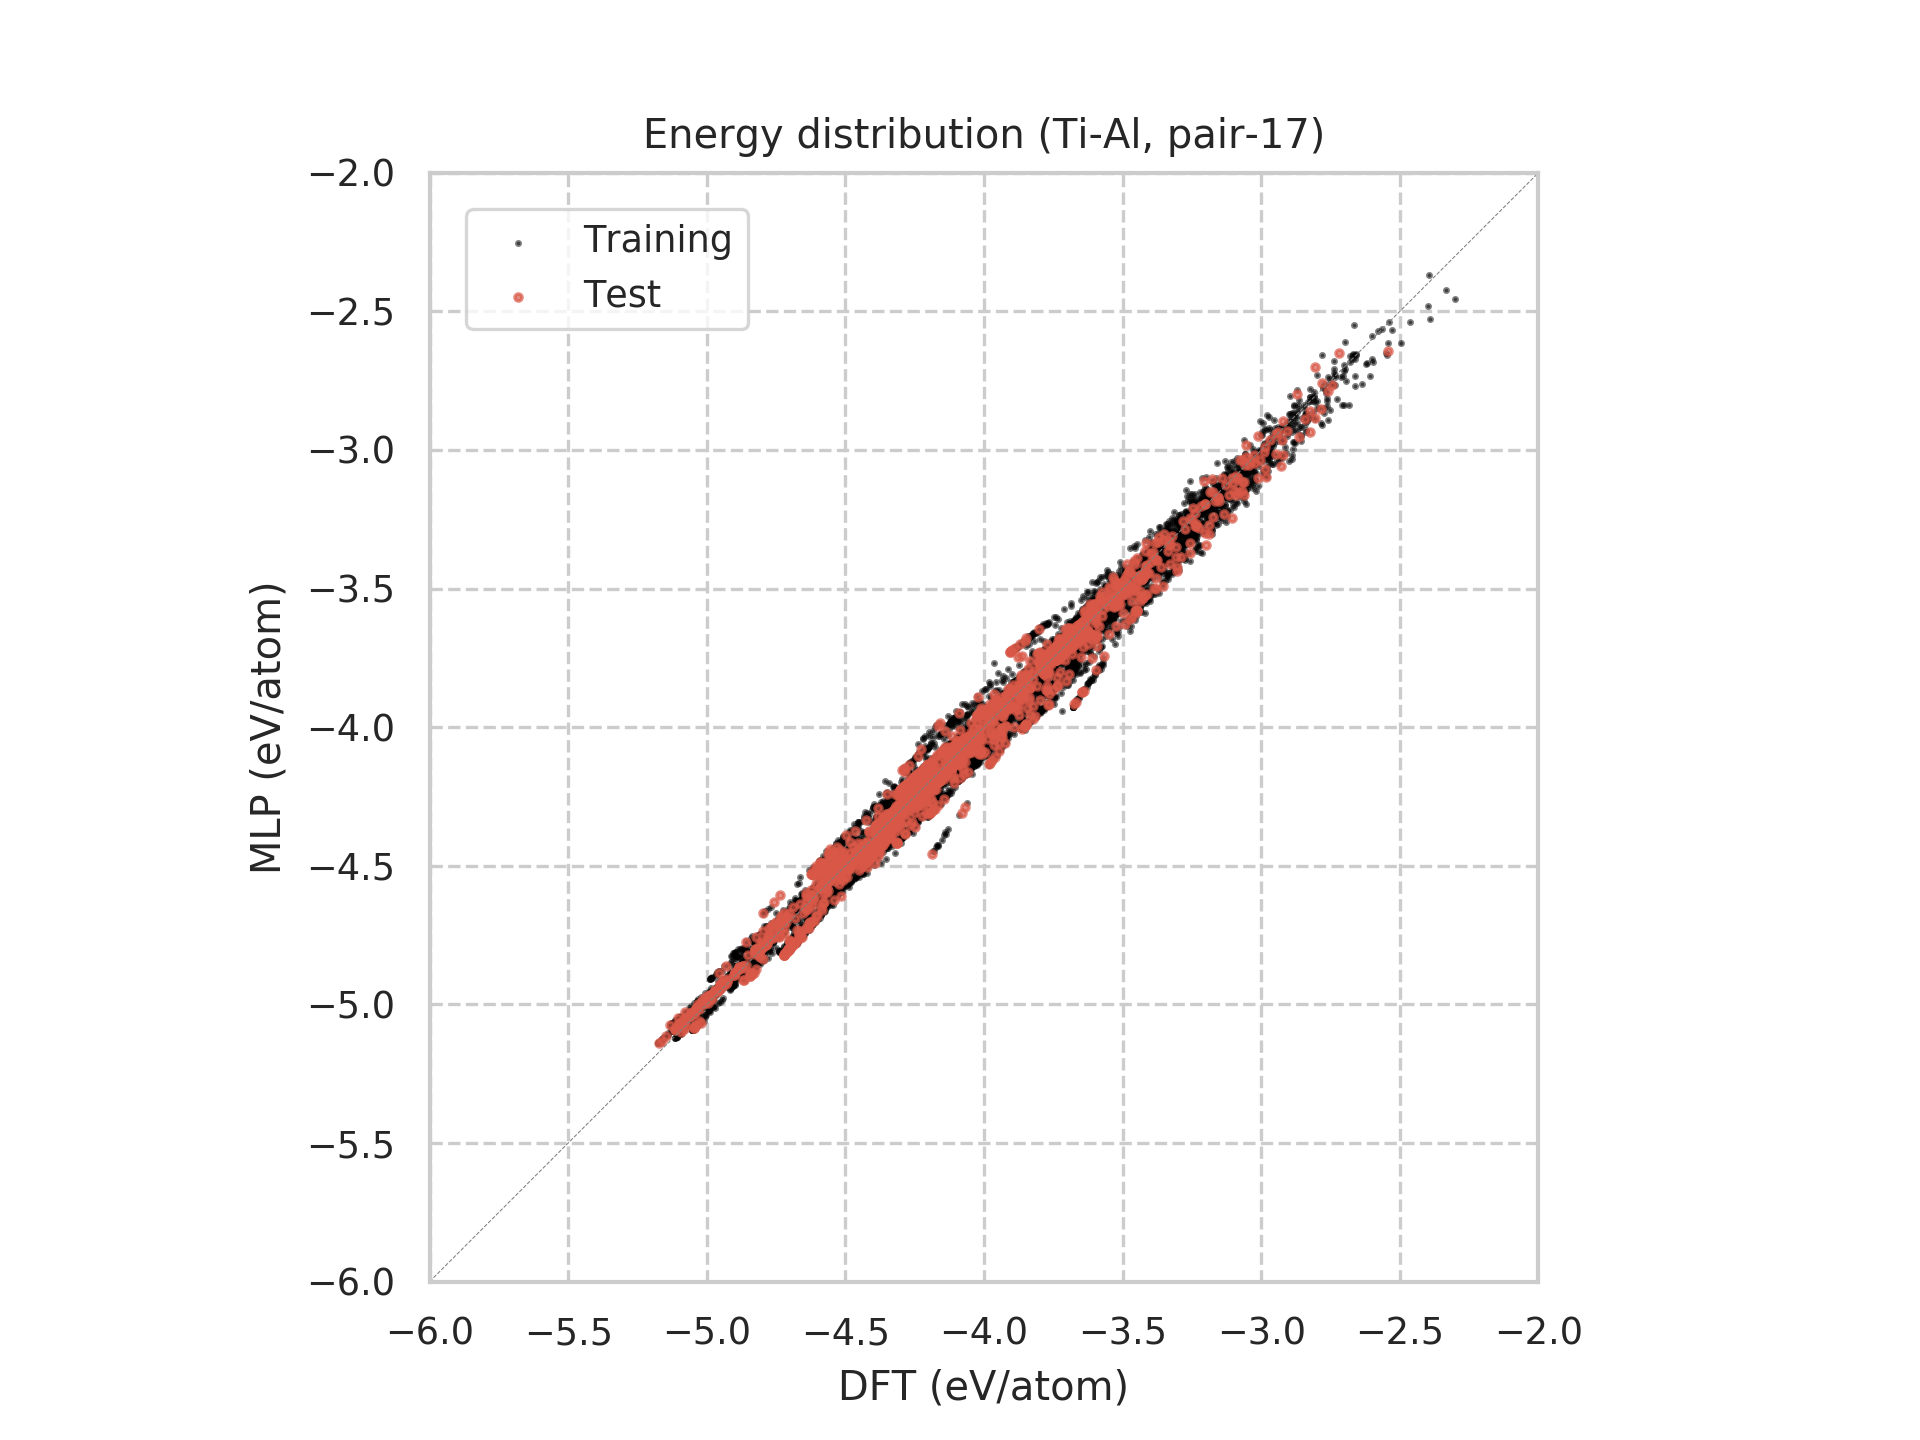 Energy distribution (Ti-Al, pair-17)
−2.0
−2.5
−3.0
−3.5
−4.0
−4.5
−5.0
−5.5
−6.0
MLP (eV/atom)
Training
Test
−6.0 −5.5 −5.0 −4.5 −4.0 −3.5 −3.0 −2.5 −2.0
DFT (eV/atom)